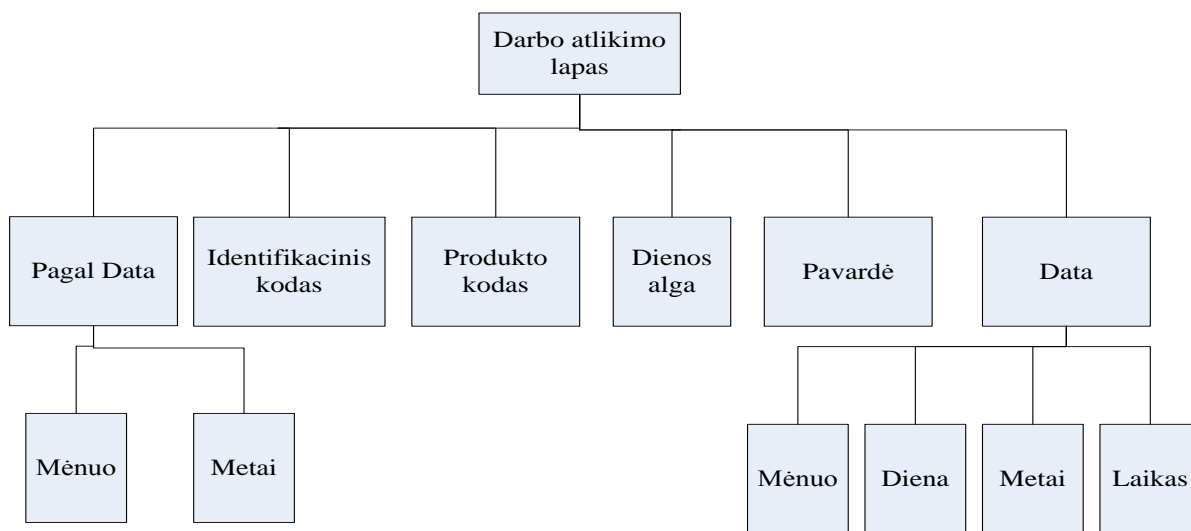 Darbo atlikimo
lapas
Pagal Data
Identifikacinis
kodas
Produkto
kodas
Dienos
alga
Pavardė
Data
Mėnuo
Metai
Mėnuo
Diena
Metai
Laikas